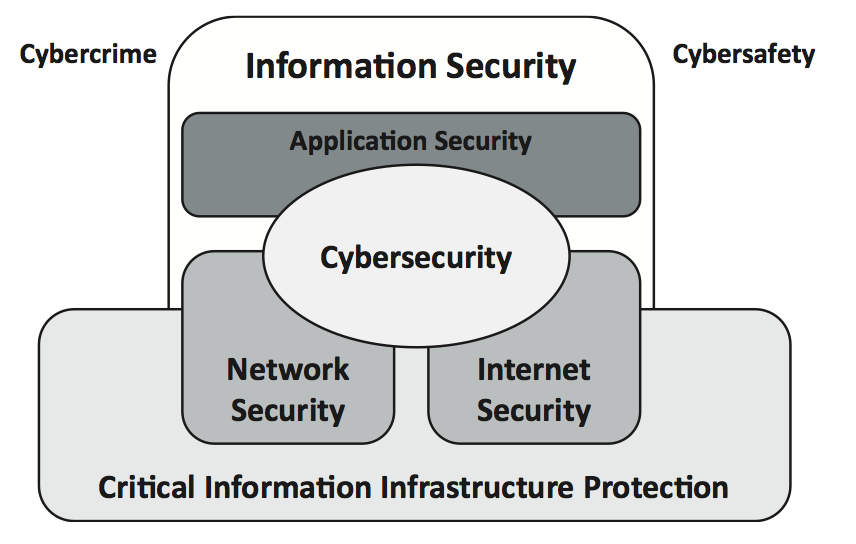 Cybercrime
Information Security
Cybersafety
Application Security
Cybersecurity
Network
Security
Internet
Security
Critical Information Infrastructure Protection